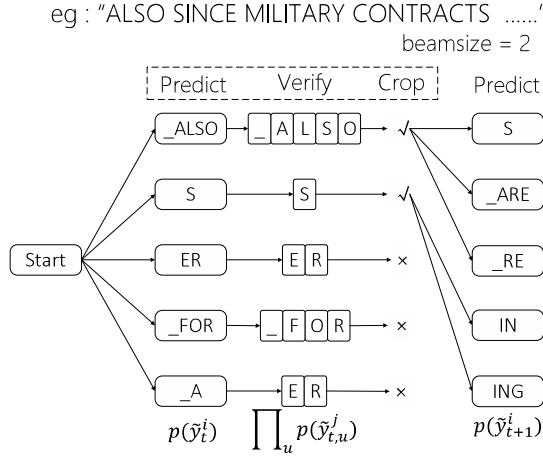 eg : “ALSO SINCE MILITARY CONTRACTS ......”
beamsize = 2
Predict Verify Crop Predict
_ALSO _ A L S O √ S
S S √ _ARE
Start ER E R × _RE
_FOR _ F O R × IN
_A E R × ING
p(ỹ_t^i) ∏_u p(ỹ_{t,u}^j) p(ỹ_{t+1}^i)